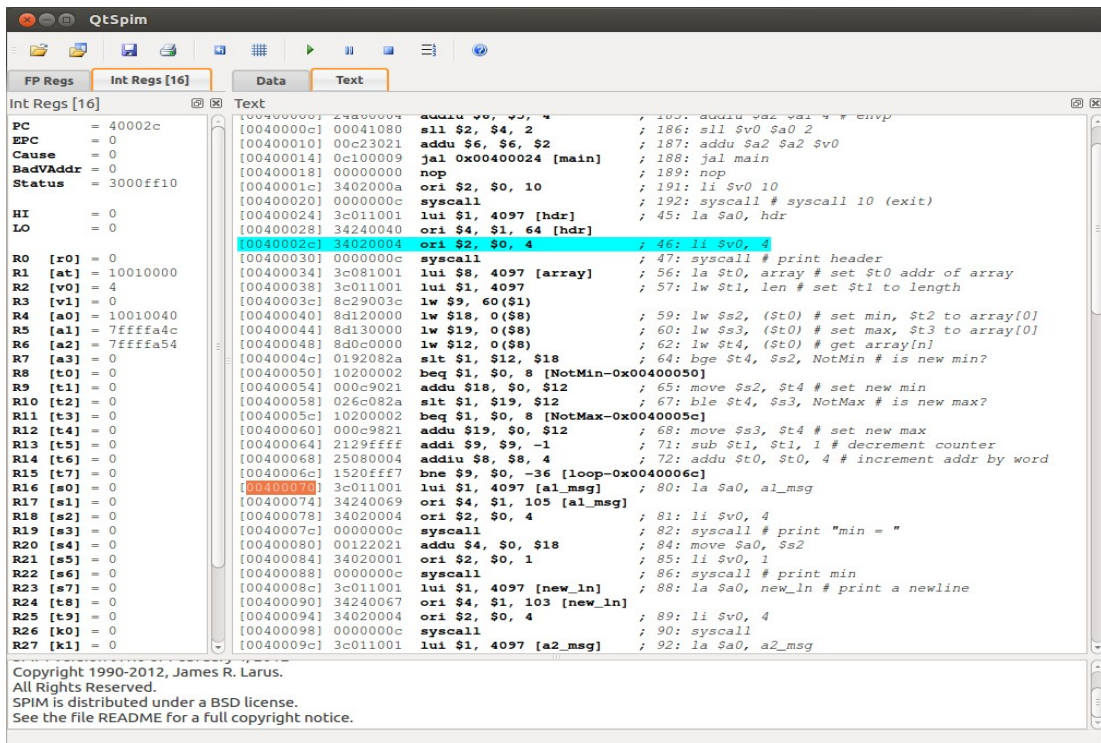 QtSpim
FP Regs
Int Regs [16]
Data
Text
Int Regs [16]
Text
PC = 40002c
EPC = 0
Cause = 0
BadVAddr = 0
Status = 3000ff10
HI = 0
LO = 0
R0 [r0] = 0
R1 [at] = 10010000
R2 [v0] = 4
R3 [v1] = 0
R4 [a0] = 10010040
R5 [a1] = 7ffffa4c
R6 [a2] = 7ffffa54
R7 [a3] = 0
R8 [t0] = 0
R9 [t1] = 0
R10 [t2] = 0
R11 [t3] = 0
R12 [t4] = 0
R13 [t5] = 0
R14 [t6] = 0
R15 [t7] = 0
R16 [s0] = 0
R17 [s1] = 0
R18 [s2] = 0
R19 [s3] = 0
R20 [s4] = 0
R21 [s5] = 0
R22 [s6] = 0
R23 [s7] = 0
R24 [t8] = 0
R25 [t9] = 0
R26 [k0] = 0
R27 [k1] = 0
[0040000c] 00041080 sll $2, $4, 2 ; 186: sll $v0 $a0 2
[00400010] 00c23021 addu $6, $6, $2 ; 187: addu $a2 $a2 $v0
[00400014] 0c100009 jal 0x00400024 [main] ; 188: jal main
[00400018] 00000000 nop ; 189: nop
[0040001c] 3402000a ori $2, $0, 10 ; 191: li $v0 10
[00400020] 0000000c syscall ; 192: syscall # syscall 10 (exit)
[00400024] 3c011001 lui $1, 4097 [hdr] ; 45: la $a0, hdr
[00400028] 34240040 ori $4, $1, 64 [hdr]
[0040002c] 34020004 ori $2, $0, 4 ; 46: li $v0, 4
[00400030] 0000000c syscall ; 47: syscall # print header
[00400034] 3c081001 lui $8, 4097 [array] ; 56: la $t0, array # set $t0 addr of array
[00400038] 3c011001 lui $1, 4097 ; 57: lw $t1, len # set $t1 to length
[0040003c] 8c29003c lw $9, 60($1)
[00400040] 8d120000 lw $18, 0($8) ; 59: lw $s2, ($t0) # set min, $t2 to array[0]
[00400044] 8d130000 lw $19, 0($8) ; 60: lw $s3, ($t0) # set max, $t3 to array[0]
[00400048] 8d0c0000 lw $12, 0($8) ; 62: lw $t4, ($t0) # get array[n]
[0040004c] 0192082a slt $1, $12, $18 ; 64: bge $t4, $s2, NotMin # is new min?
[00400050] 10200002 beq $1, $0, 8 [NotMin-0x00400050]
[00400054] 000c9021 addu $18, $0, $12 ; 65: move $s2, $t4 # set new min
[00400058] 026c082a slt $1, $19, $12 ; 67: ble $t4, $s3, NotMax # is new max?
[0040005c] 10200002 beq $1, $0, 8 [NotMax-0x0040005c]
[00400060] 000c9821 addu $19, $0, $12 ; 68: move $s3, $t4 # set new max
[00400064] 2129ffff addi $9, $9, -1 ; 71: sub $t1, $t1, 1 # decrement counter
[00400068] 25080004 addiu $8, $8, 4 ; 72: addu $t0, $t0, 4 # increment addr by word
[0040006c] 1520fff7 bne $9, $0, -36 [loop-0x0040006c]
[00400070] 3c011001 lui $1, 4097 [a1_msg] ; 80: la $a0, a1_msg
[00400074] 34240069 ori $4, $1, 105 [a1_msg]
[00400078] 34020004 ori $2, $0, 4 ; 81: li $v0, 4
[0040007c] 0000000c syscall ; 82: syscall # print "min = "
[00400080] 00122021 addu $4, $0, $18 ; 84: move $a0, $s2
[00400084] 34020001 ori $2, $0, 1 ; 85: li $v0, 1
[00400088] 0000000c syscall ; 86: syscall # print min
[0040008c] 3c011001 lui $1, 4097 [new_ln] ; 88: la $a0, new_ln # print a newline
[00400090] 34240067 ori $4, $1, 103 [new_ln]
[00400094] 34020004 ori $2, $0, 4 ; 89: li $v0, 4
[00400098] 0000000c syscall ; 90: syscall
[0040009c] 3c011001 lui $1, 4097 [a2_msg] ; 92: la $a0, a2_msg
Copyright 1990-2012, James R. Larus.
All Rights Reserved.
SPIM is distributed under a BSD license.
See the file README for a full copyright notice.